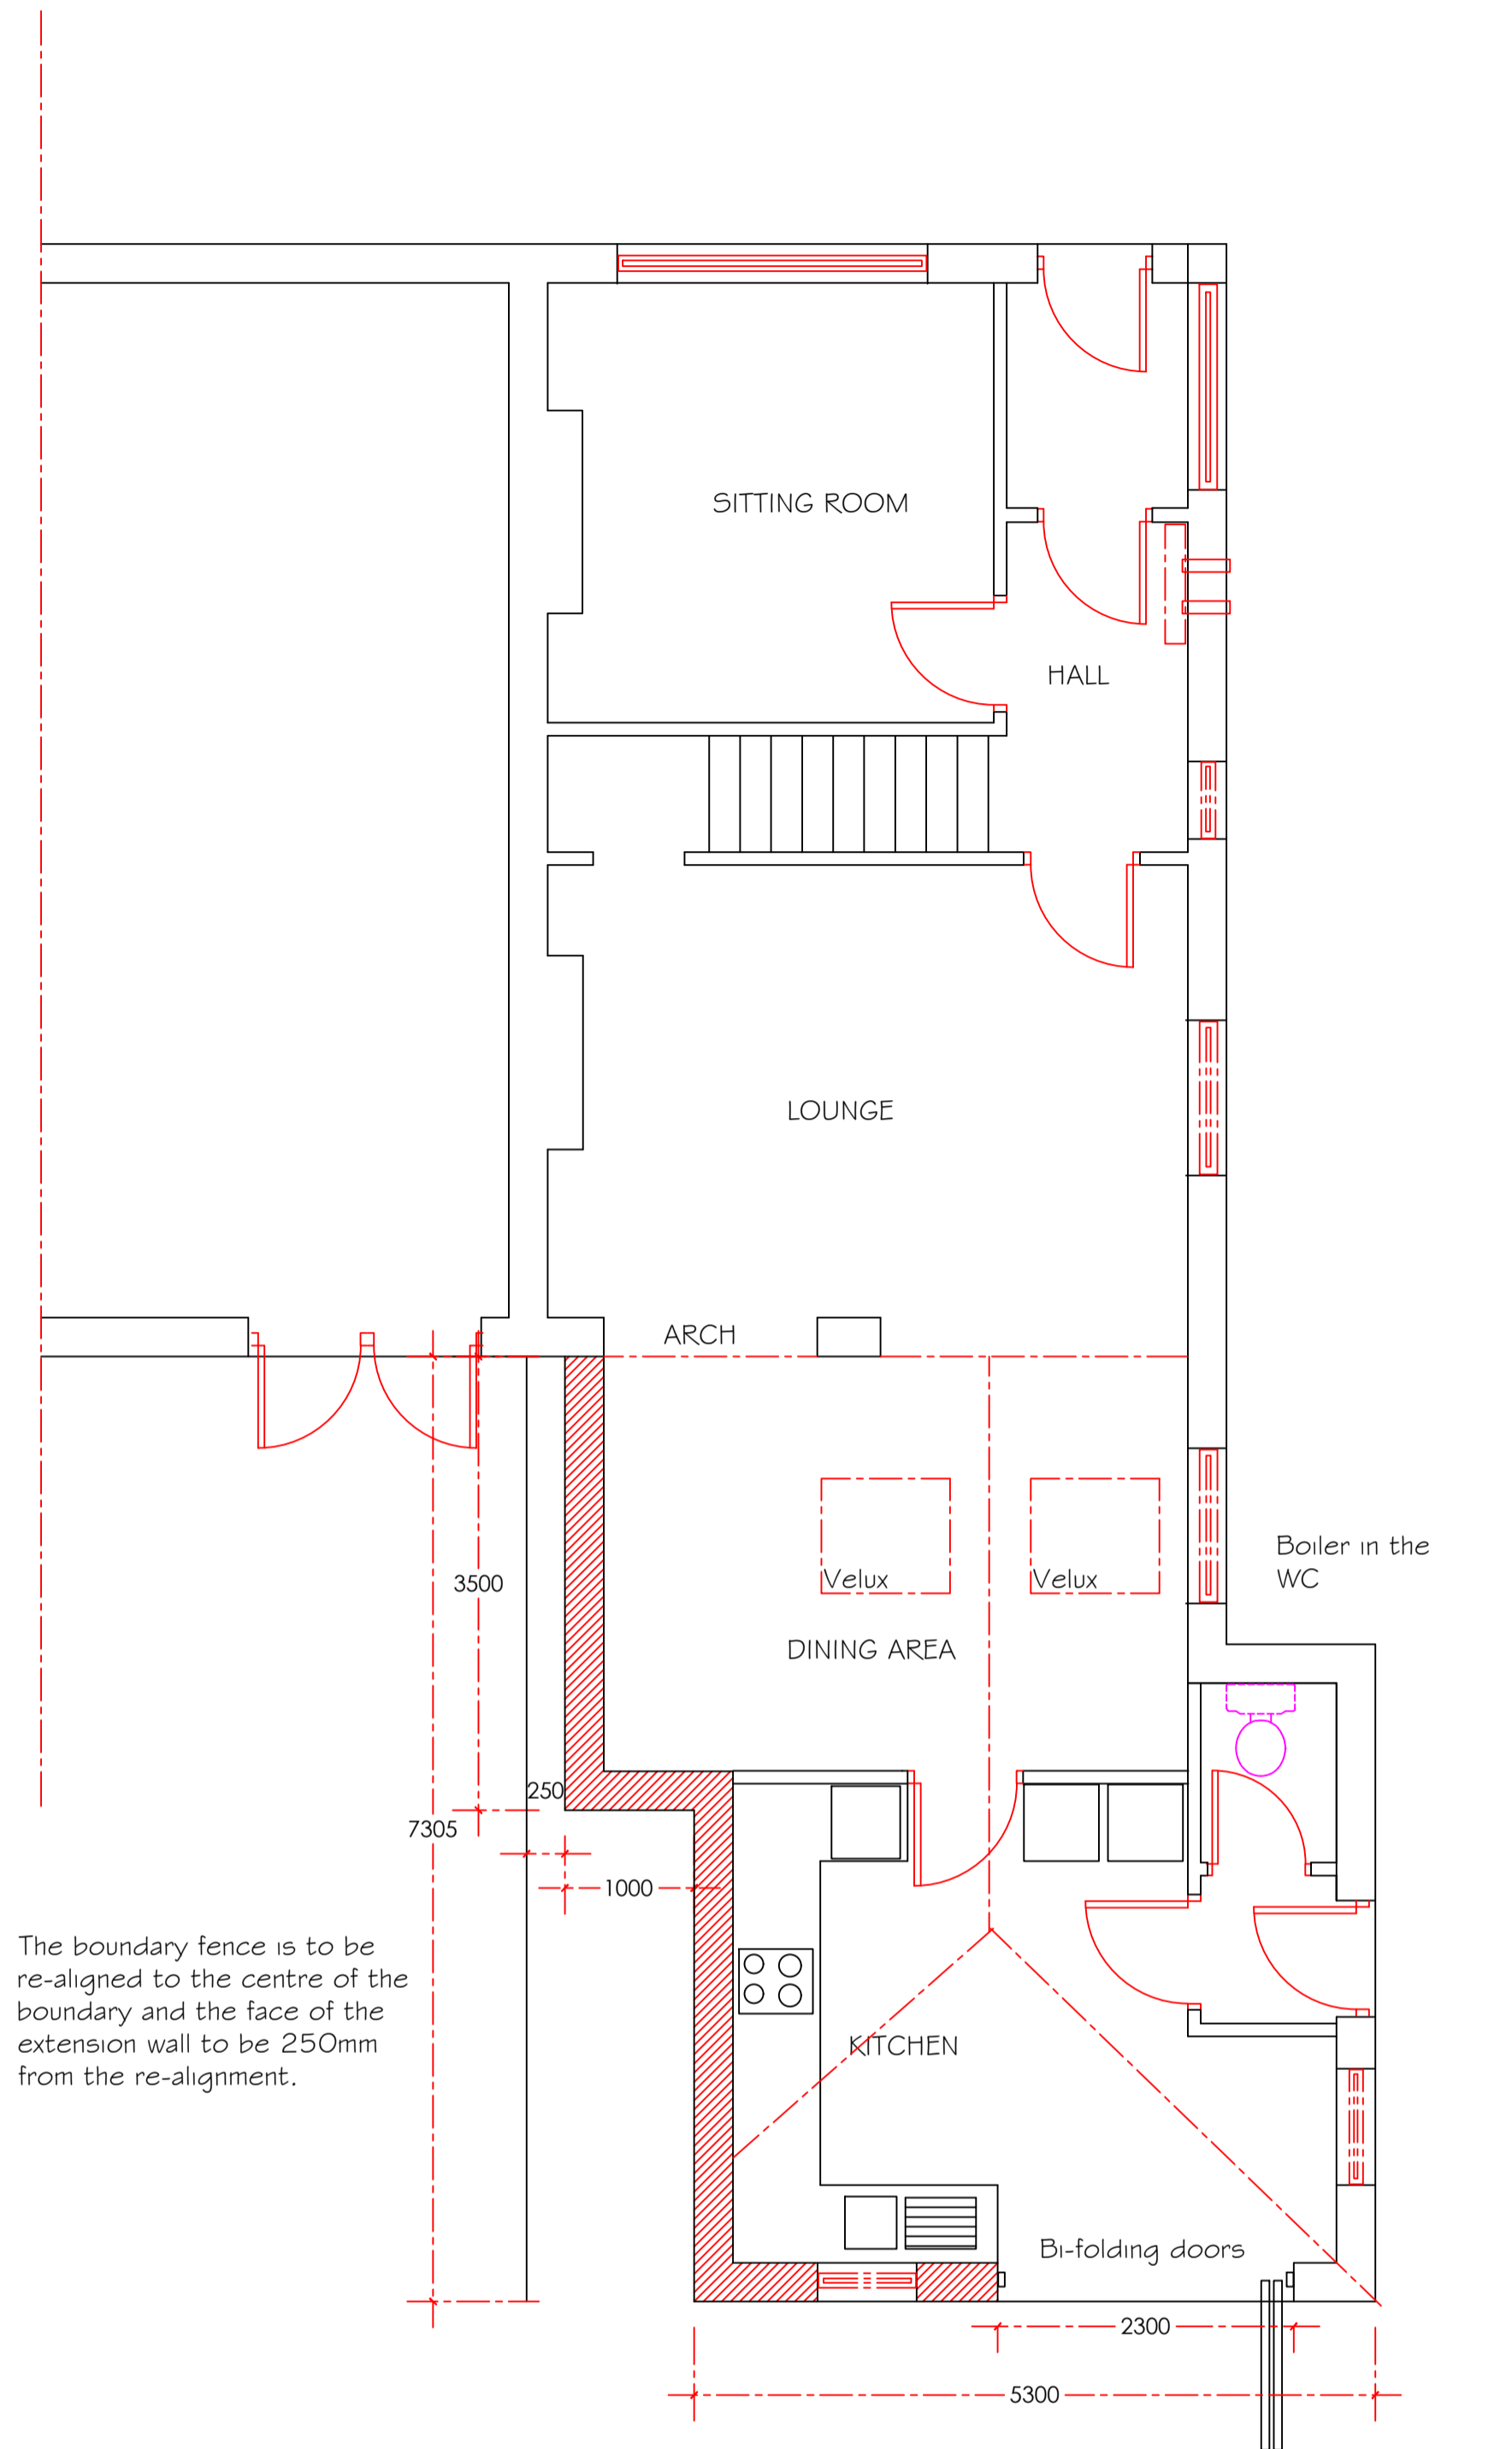 SITTING ROOM
HALL
LOUNGE
ARCH
Boiler in the
WC
3500
Velux
Velux
DINING AREA
250
7305
1000
The boundary fence is to be
re-aligned to the centre of the
boundary and the face of the
extension wall to be 250mm
from the re-alignment.
KITCHEN
Bi-folding doors
2300
5300